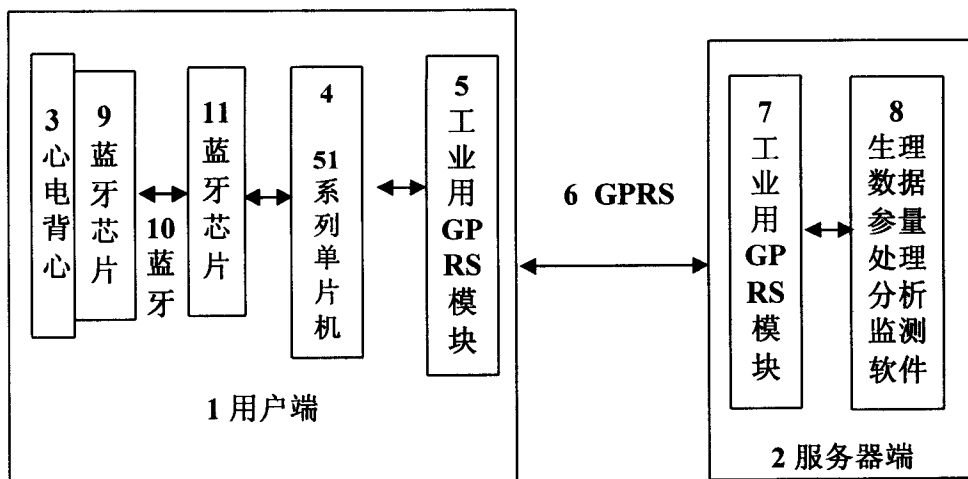 3
心
电
背
心
9
蓝
牙
芯
片
10
蓝
牙
11
蓝
牙
芯
片
4
51
系
列
单
片
机
5
工
业
用
GP
RS
模
块
1 用户端
6 GPRS
7
工
业
用
GP
RS
模
块
8
生理
数据
参量
处理
分析
监测
软件
2 服务器端